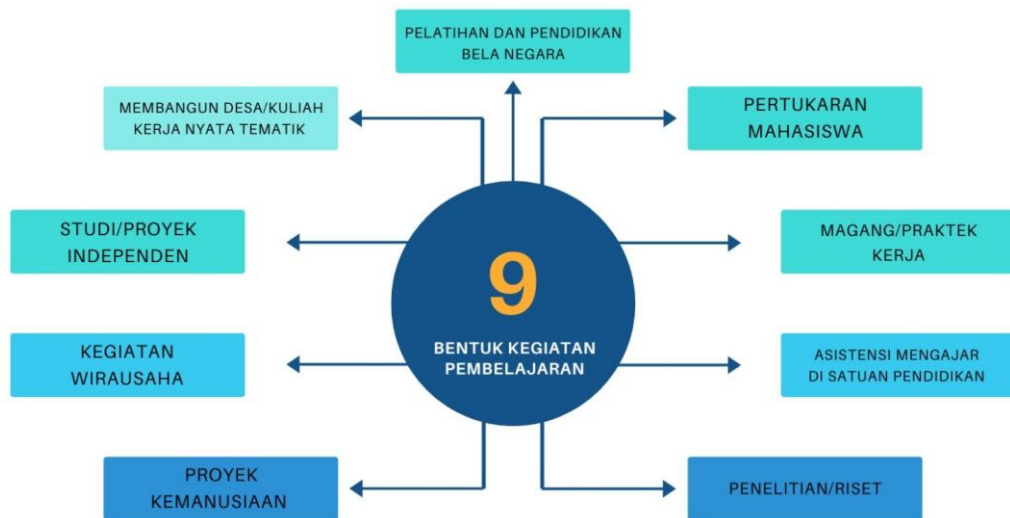 PELATIHAN DAN PENDIDIKAN
BELA NEGARA
MEMBANGUN DESA/KULIAH
KERJA NYATA TEMATIK
PERTUKARAN
MAHASISWA
STUDI/PROYEK
INDEPENDEN
MAGANG/PRAKTEK
KERJA
9
BENTUK KEGIATAN
PEMBELAJARAN
KEGIATAN
WIRAUSAHA
ASISTENSI MENGAJAR
DI SATUAN PENDIDIKAN
PROYEK
KEMANUSIAAN
PENELITIAN/RISET